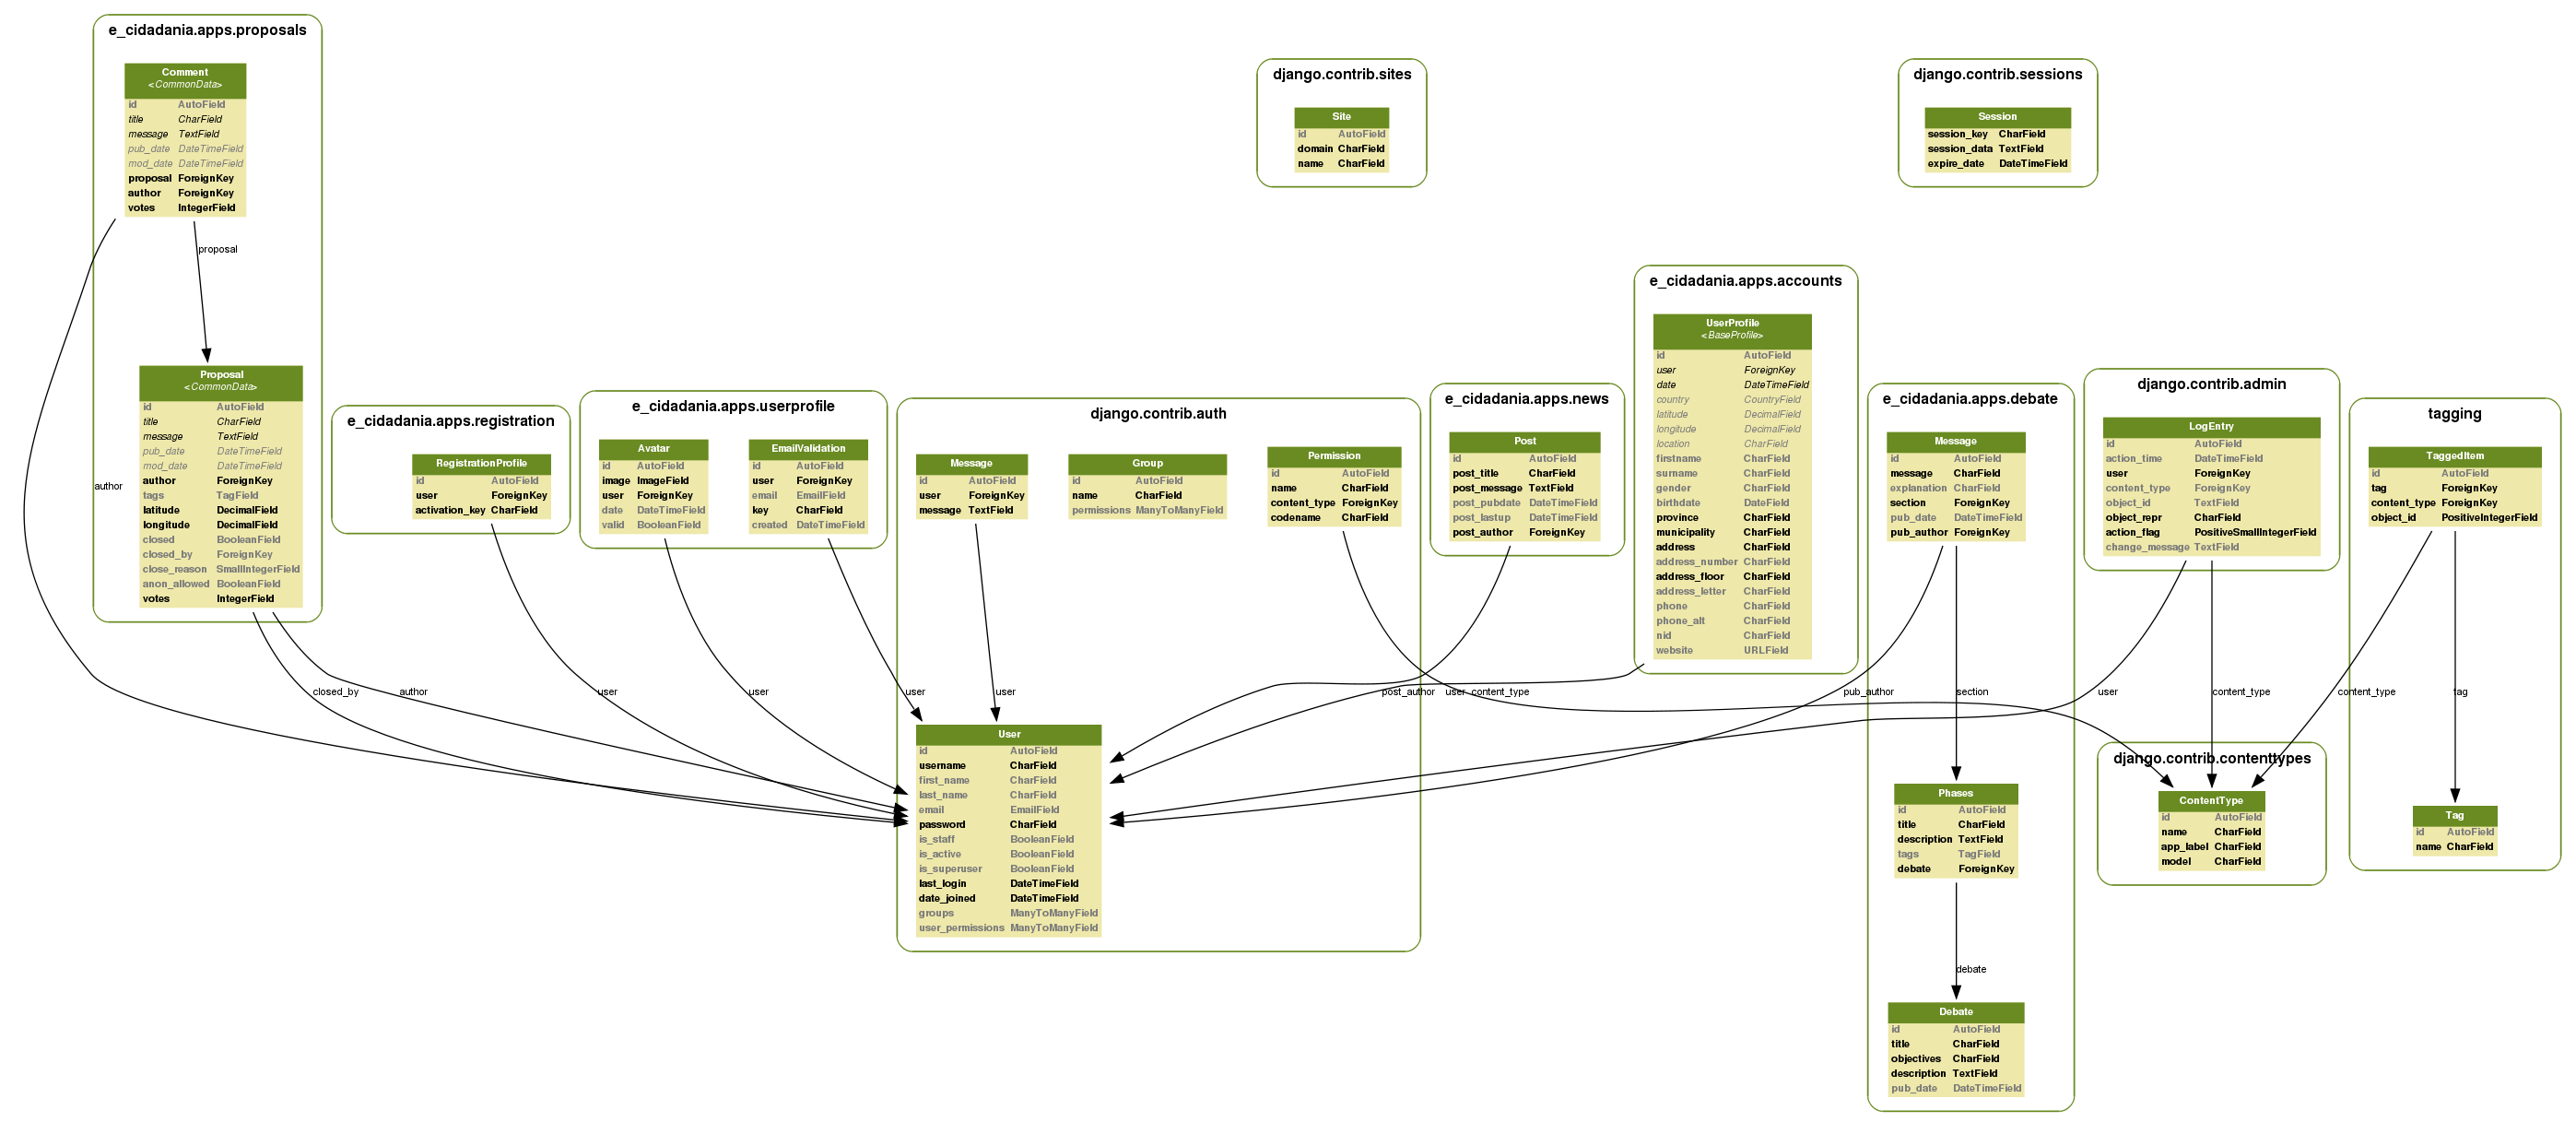 e_cidadania.apps.proposals
Comment
<CommonData>
id AutoField
title CharField
message TextField
pub_date DateTimeField
mod_date DateTimeField
proposal ForeignKey
author ForeignKey
votes IntegerField
proposal
author
Proposal
<CommonData>
id AutoField
title CharField
message TextField
pub_date DateTimeField
mod_date DateTimeField
author ForeignKey
tags TagField
latitude DecimalField
longitude DecimalField
closed BooleanField
closed_by ForeignKey
close_reason SmallIntegerField
anon_allowed BooleanField
votes IntegerField
closed_by
author
e_cidadania.apps.registration
RegistrationProfile
id AutoField
user ForeignKey
activation_key CharField
user
e_cidadania.apps.userprofile
Avatar
id AutoField
image ImageField
user ForeignKey
date DateTimeField
valid BooleanField
user
EmailValidation
id AutoField
user ForeignKey
email EmailField
key CharField
created DateTimeField
user
django.contrib.auth
Message
id AutoField
user ForeignKey
message TextField
user
Group
id AutoField
name CharField
permissions ManyToManyField
Permission
id AutoField
name CharField
content_type ForeignKey
codename CharField
User
id AutoField
username CharField
first_name CharField
last_name CharField
email EmailField
password CharField
is_staff BooleanField
is_active BooleanField
is_superuser BooleanField
last_login DateTimeField
date_joined DateTimeField
groups ManyToManyField
user_permissions ManyToManyField
django.contrib.sites
Site
id AutoField
domain CharField
name CharField
django.contrib.sessions
Session
session_key CharField
session_data TextField
expire_date DateTimeField
e_cidadania.apps.news
Post
id AutoField
post_title CharField
post_message TextField
post_pubdate DateTimeField
post_lastup DateTimeField
post_author ForeignKey
post_author
user
content_type
e_cidadania.apps.accounts
UserProfile
<BaseProfile>
id AutoField
user ForeignKey
date DateTimeField
country CountryField
latitude DecimalField
longitude DecimalField
location CharField
firstname CharField
surname CharField
gender CharField
birthdate DateField
province CharField
municipality CharField
address CharField
address_number CharField
address_floor CharField
address_letter CharField
phone CharField
phone_alt CharField
nid CharField
website URLField
e_cidadania.apps.debate
Message
id AutoField
message CharField
explanation CharField
section ForeignKey
pub_date DateTimeField
pub_author ForeignKey
pub_author
section
Phases
id AutoField
title CharField
description TextField
tags TagField
debate ForeignKey
debate
Debate
id AutoField
title CharField
objectives CharField
description TextField
pub_date DateTimeField
django.contrib.admin
LogEntry
id AutoField
action_time DateTimeField
user ForeignKey
content_type ForeignKey
object_id TextField
object_repr CharField
action_flag PositiveSmallIntegerField
change_message TextField
user
content_type
django.contrib.contenttypes
ContentType
id AutoField
name CharField
app_label CharField
model CharField
tagging
TaggedItem
id AutoField
tag ForeignKey
content_type ForeignKey
object_id PositiveIntegerField
content_type
tag
Tag
id AutoField
name CharField